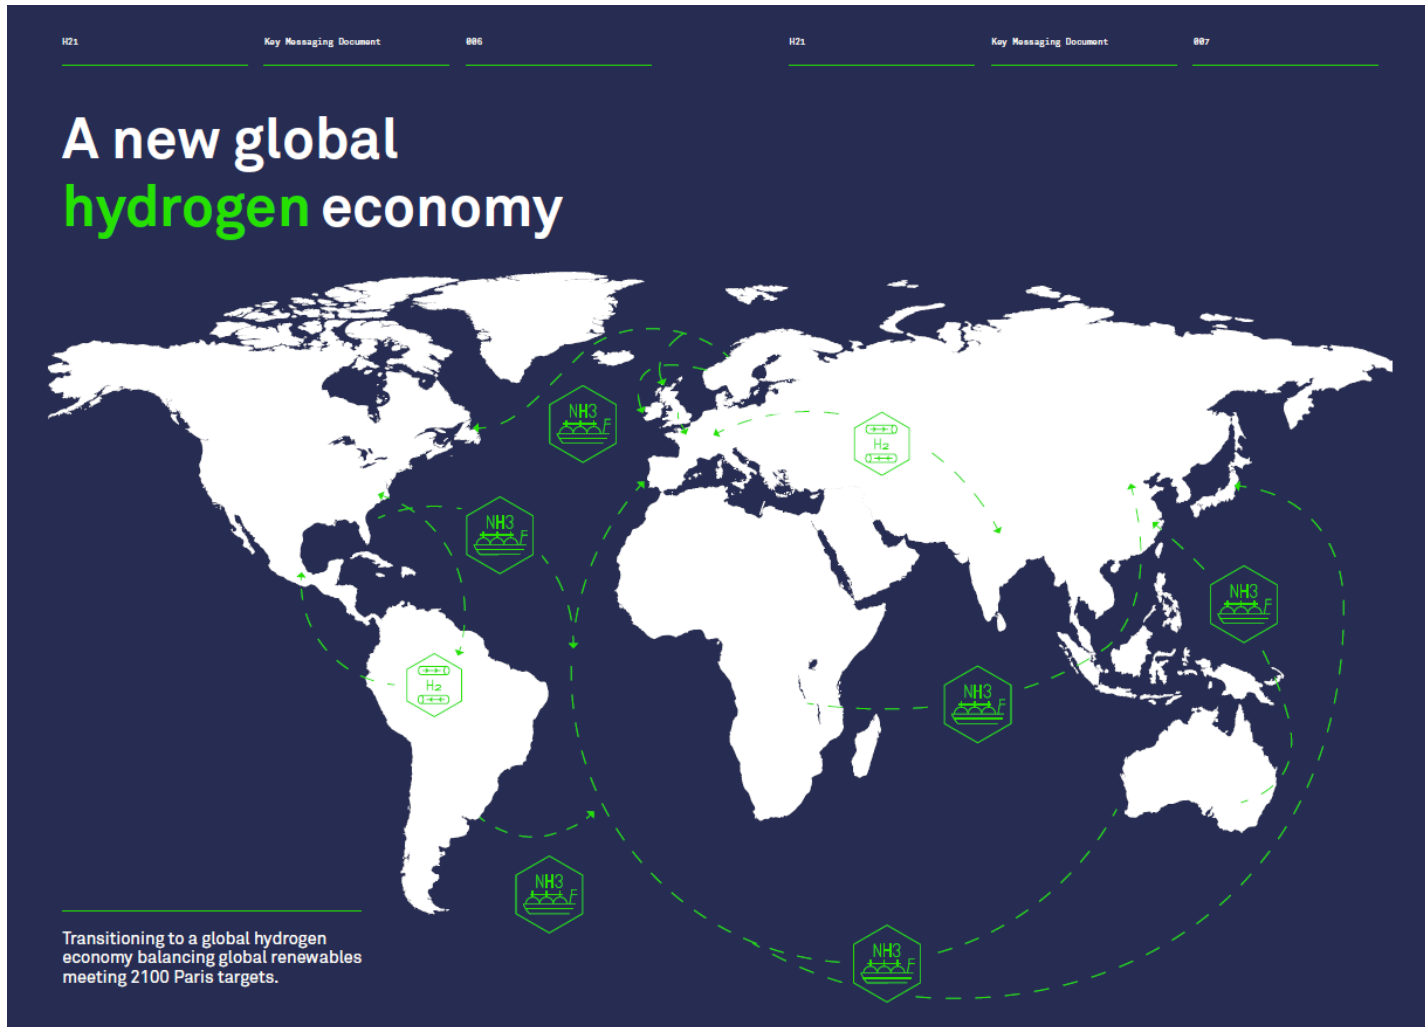 H21
Key Messaging Document
006
H21
Key Messaging Document
007
A new global
hydrogen economy
NH3
H2
NH3
NH3
H2
NH3
NH3
NH3
Transitioning to a global hydrogen
economy balancing global renewables
meeting 2100 Paris targets.
NH3